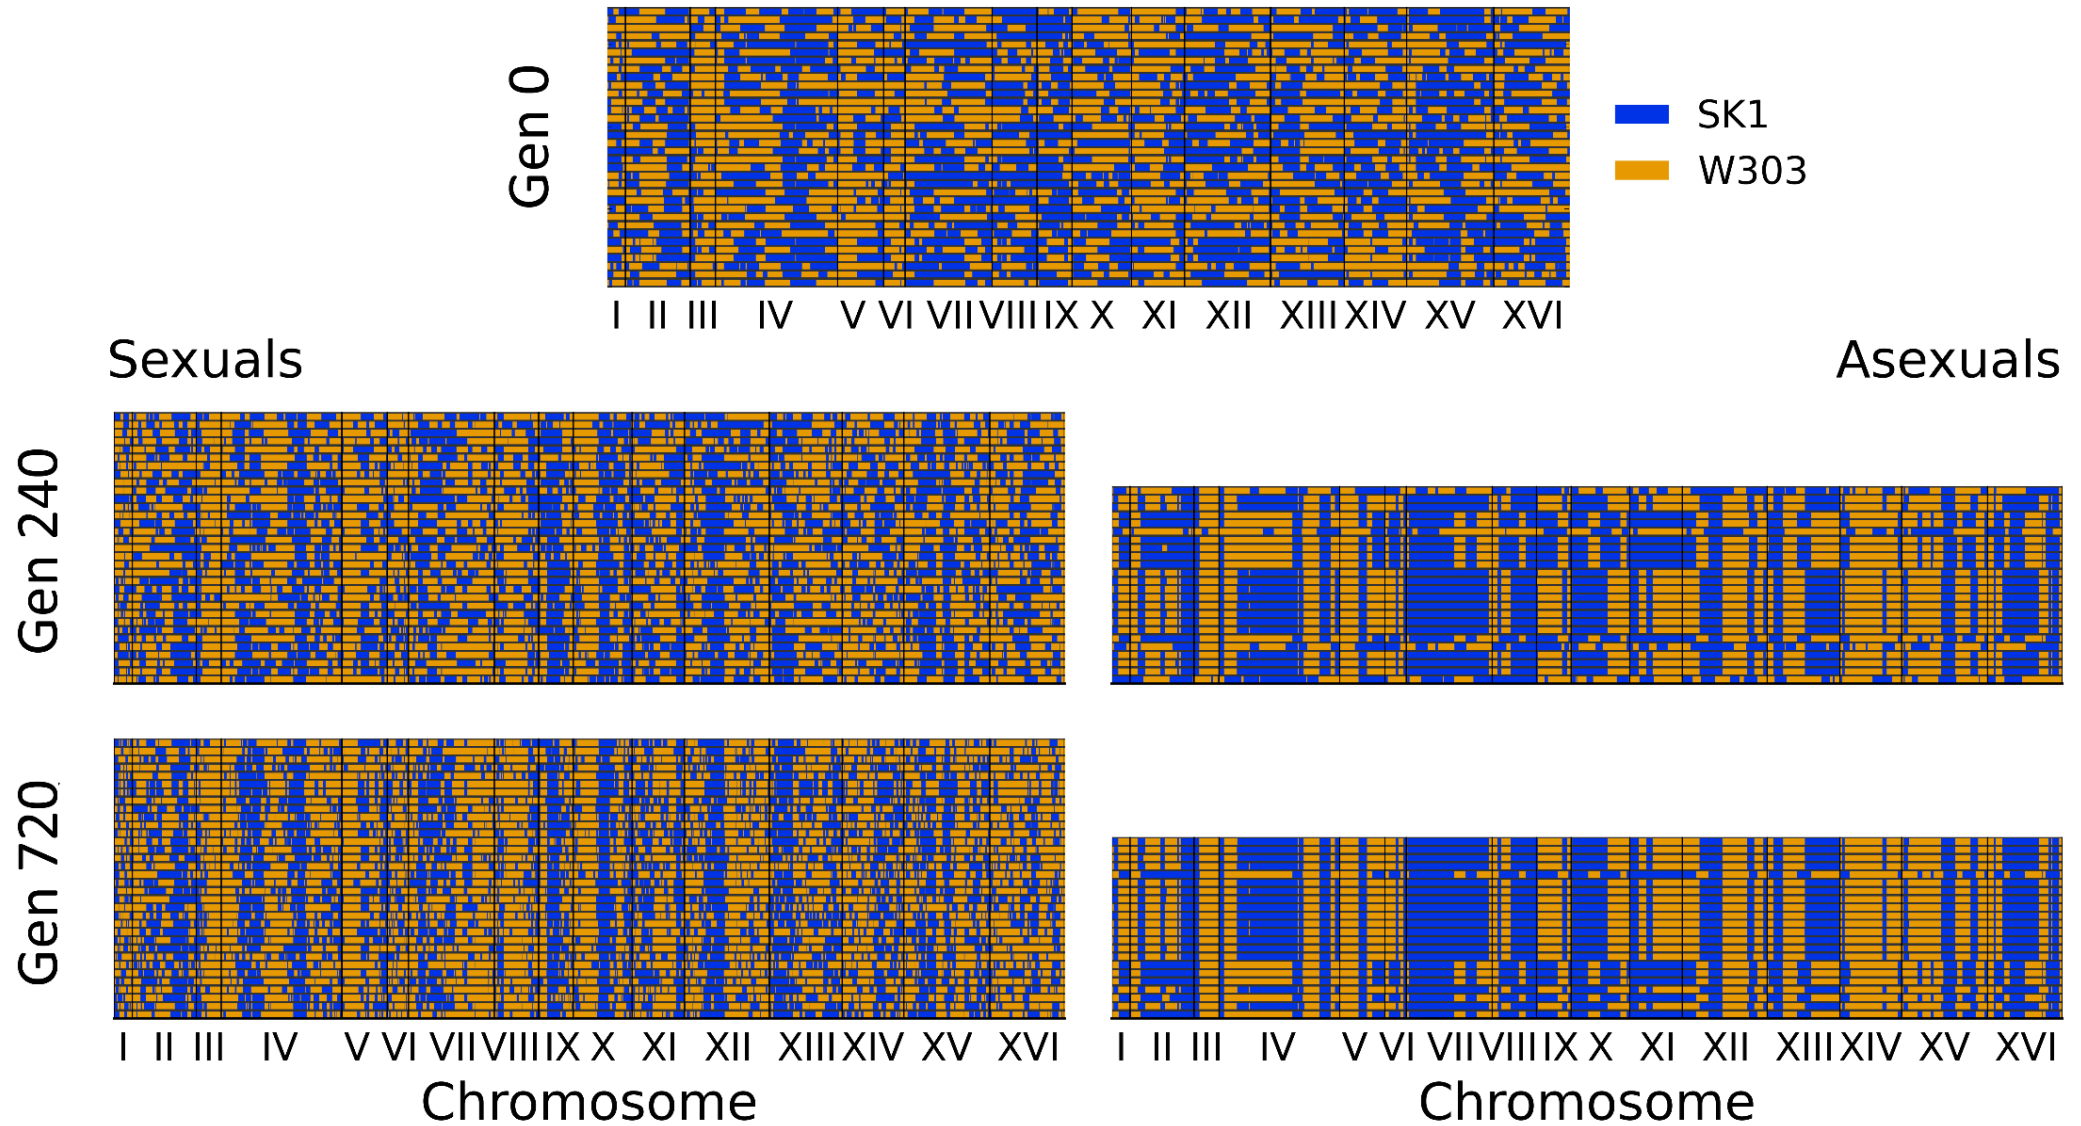 Gen 0
SK1
W303
I II III IV V VI VII VIII IX X XI XII XIII XIV XV XVI
Sexuals
Asexuals
Gen 240
Gen 720
I II III IV V VI VII VIII IX X XI XII XIII XIV XV XVI
I II III IV V VI VII VIII IX X XI XII XIII XIV XV XVI
Chromosome
Chromosome